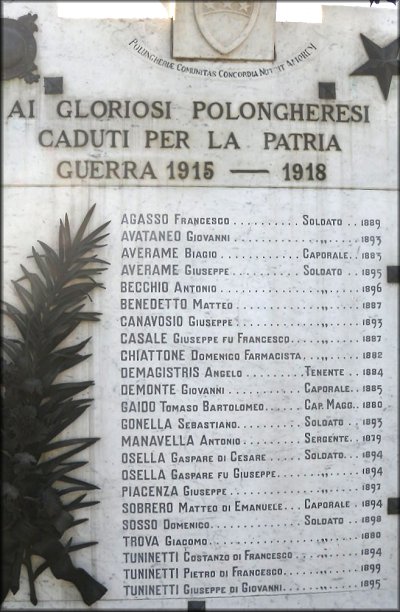 POLONGHERIÆ COMUNITAS CONCORDIA NUTRIT AMOREM
AI GLORIOSI POLONGHERESI
CADUTI PER LA PATRIA
GUERRA 1915 — 1918
AGASSO FRANCESCO ........... SOLDATO .. 1889
AVATANEO GIOVANNI ........... „ ..... 1893
AVERAME BIAGIO ........... CAPORALE .. 1883
AVERAME GIUSEPPE ........... SOLDATO ... 1895
BECCHIO ANTONIO ........... „ ..... 1896
BENEDETTO MATTEO ........... „ ..... 1887
CANAVOSIO GIUSEPPE ........... „ ..... 1893
CASALE GIUSEPPE FU FRANCESCO ........ „ ..... 1887
CHIATTONE DOMENICO FARMACISTA ...... „ ..... 1882
DEMAGISTRIS ANGELO ........... TENENTE .. 1884
DEMONTE GIOVANNI ........... CAPORALE .. 1885
GAIDO TOMASO BARTOLOMEO ...... CAP. MAGG. . 1880
GONELLA SEBASTIANO ........... SOLDATO ... 1893
MANAVELLA ANTONIO ........... SERGENTE .. 1879
OSELLA GASPARE DI CESARE ........ SOLDATO ... 1894
OSELLA GASPARE FU GIUSEPPE ........ „ ..... 1894
PIACENZA GIUSEPPE ........... „ ..... 1897
SOBRERO MATTEO DI EMANUELE ... CAPORALE .. 1894
SOSSO DOMENICO ........... SOLDATO ... 1898
TROVA GIACOMO ........... „ ..... 1880
TUNINETTI COSTANZO DI FRANCESCO ..... „ ..... 1894
TUNINETTI PIETRO DI FRANCESCO ....... „ ..... 1899
TUNINETTI GIUSEPPE DI GIOVANNI ...... „ ..... 1895